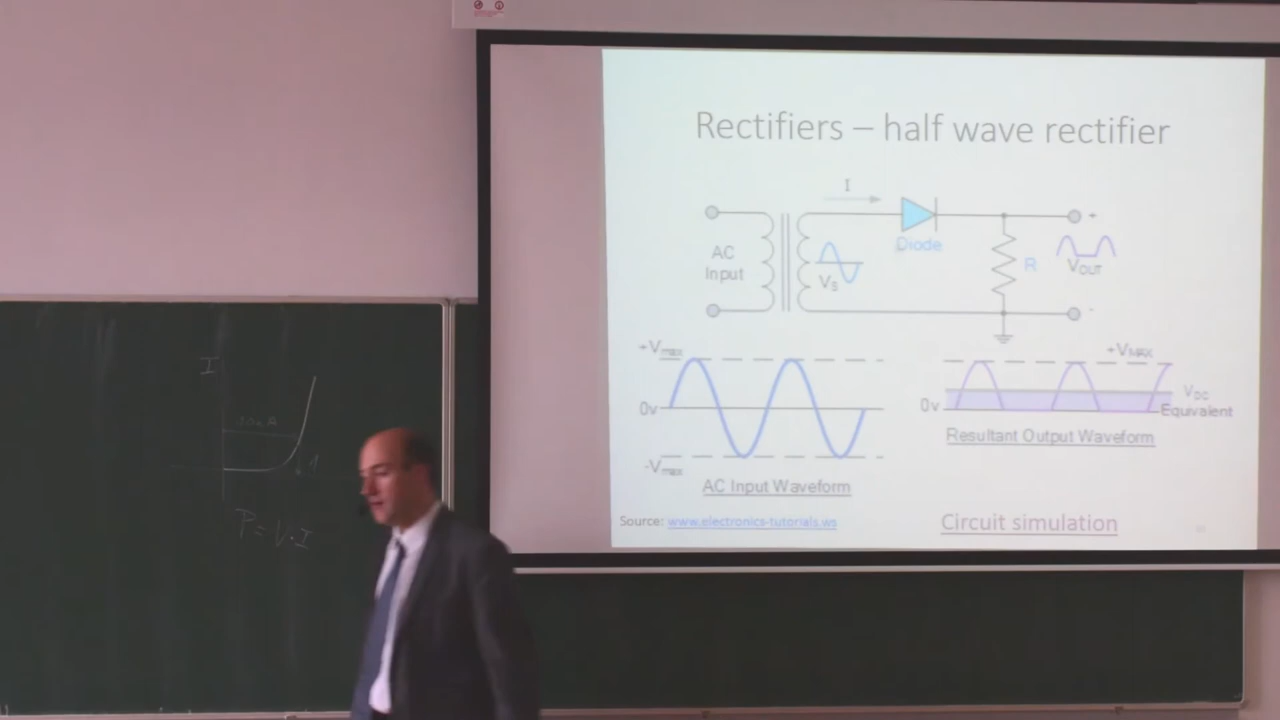 Rectifiers – half wave rectifier
I
Diode
AC
Input
Vs
R
+
VOUT
-
+Vmax
0v
-Vmax
AC Input Waveform
+VMAX
0v
VDC
Equivalent
Resultant Output Waveform
Source: www.electronics-tutorials.ws
Circuit simulation
I
P=V·I